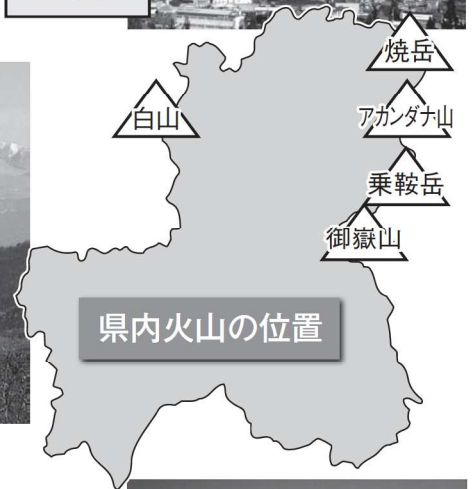 焼岳
白山
アカンダナ山
乗鞍岳
御嶽山
県内火山の位置